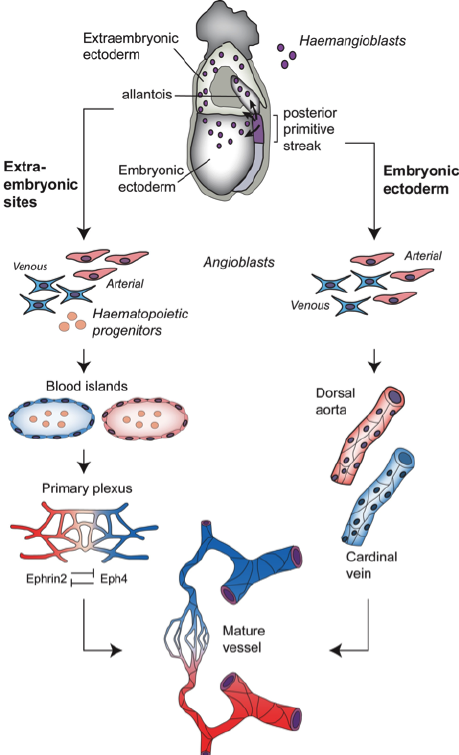 Extraembryonic
ectoderm
Haemangioblasts
allantois
posterior
primitive
streak
Extra-
embryonic
sites
Embryonic
ectoderm
Embryonic
ectoderm
Venous
Arterial
Angioblasts
Arterial
Venous
Haematopoietic
progenitors
Blood islands
Dorsal
aorta
Primary plexus
Ephrin2
Eph4
Cardinal
vein
Mature
vessel